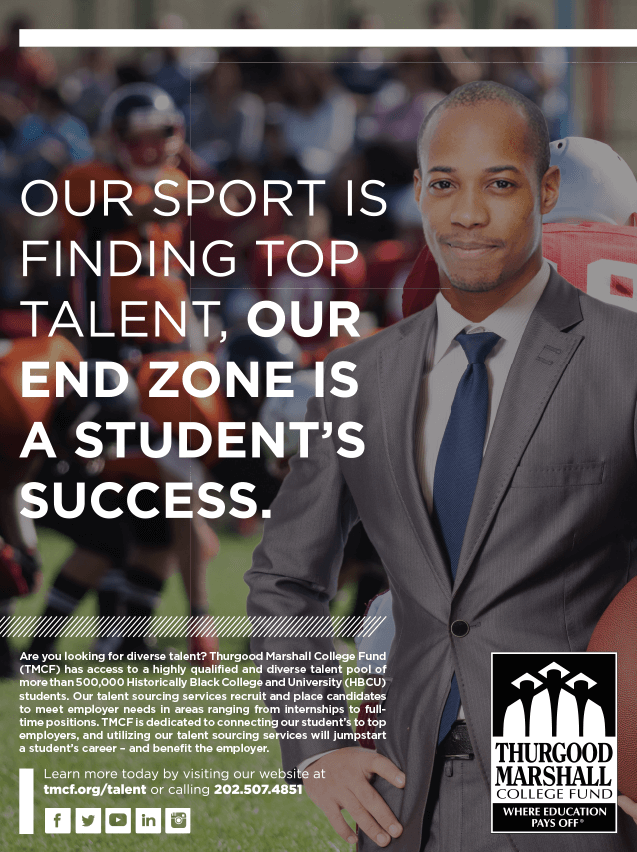 OUR SPORT IS
FINDING TOP
TALENT, OUR
END ZONE IS
A STUDENT'S
SUCCESS.
Are you looking for diverse talent? Thurgood Marshall College Fund
(TMCF) has access to a highly qualified and diverse talent pool of
more than 500,000 Historically Black College and University (HBCU)
students. Our talent sourcing services recruit and place candidates
to meet employer needs in areas ranging from internships to full-
time positions. TMCF is dedicated to connecting our student's to top
employers, and utilizing our talent sourcing services will jumpstart
a student's career – and benefit the employer.
Learn more today by visiting our website at
tmcf.org/talent or calling 202.507.4851
THURGOOD
MARSHALL
COLLEGE FUND
WHERE EDUCATION
PAYS OFF®